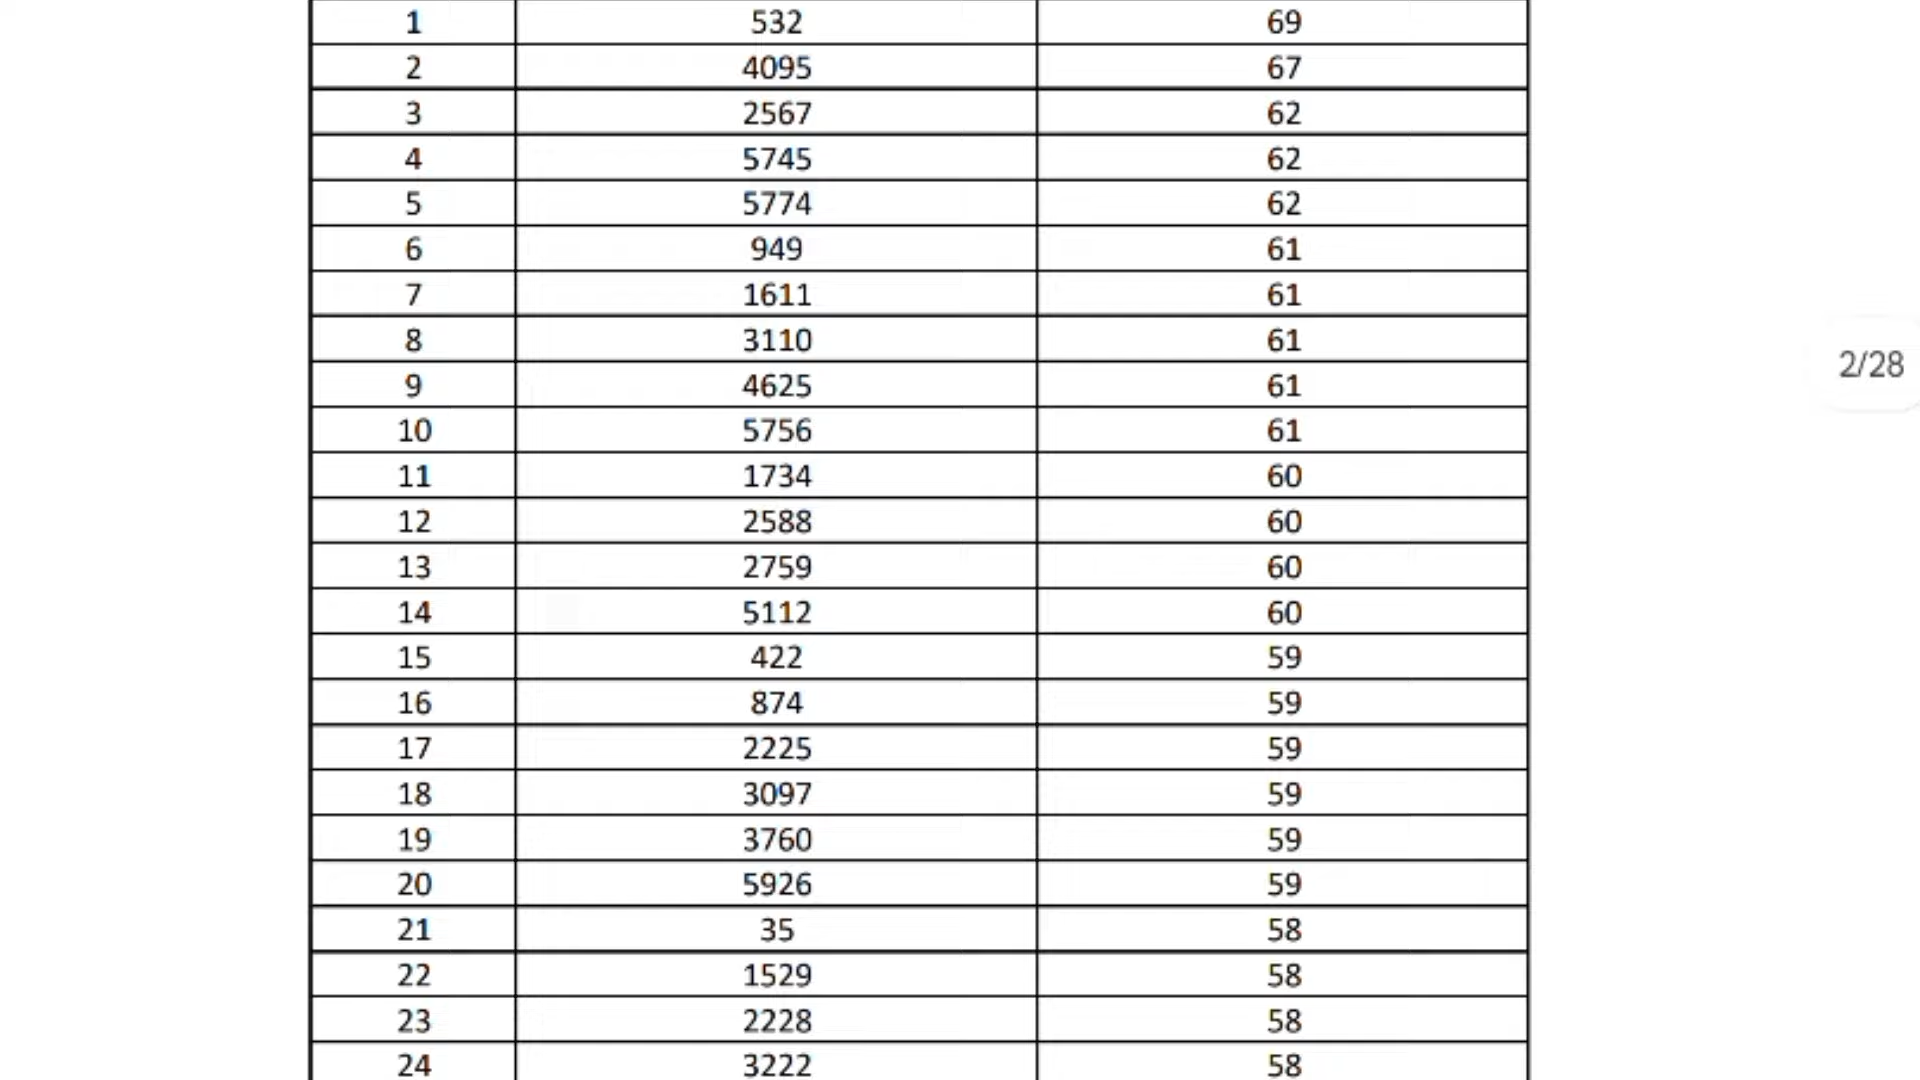 1 532 69
2 4095 67
3 2567 62
4 5745 62
5 5774 62
6 949 61
7 1611 61
8 3110 61
9 4625 61
10 5756 61
11 1734 60
12 2588 60
13 2759 60
14 5112 60
15 422 59
16 874 59
17 2225 59
18 3097 59
19 3760 59
20 5926 59
21 35 58
22 1529 58
23 2228 58
24 3222 58
2/28